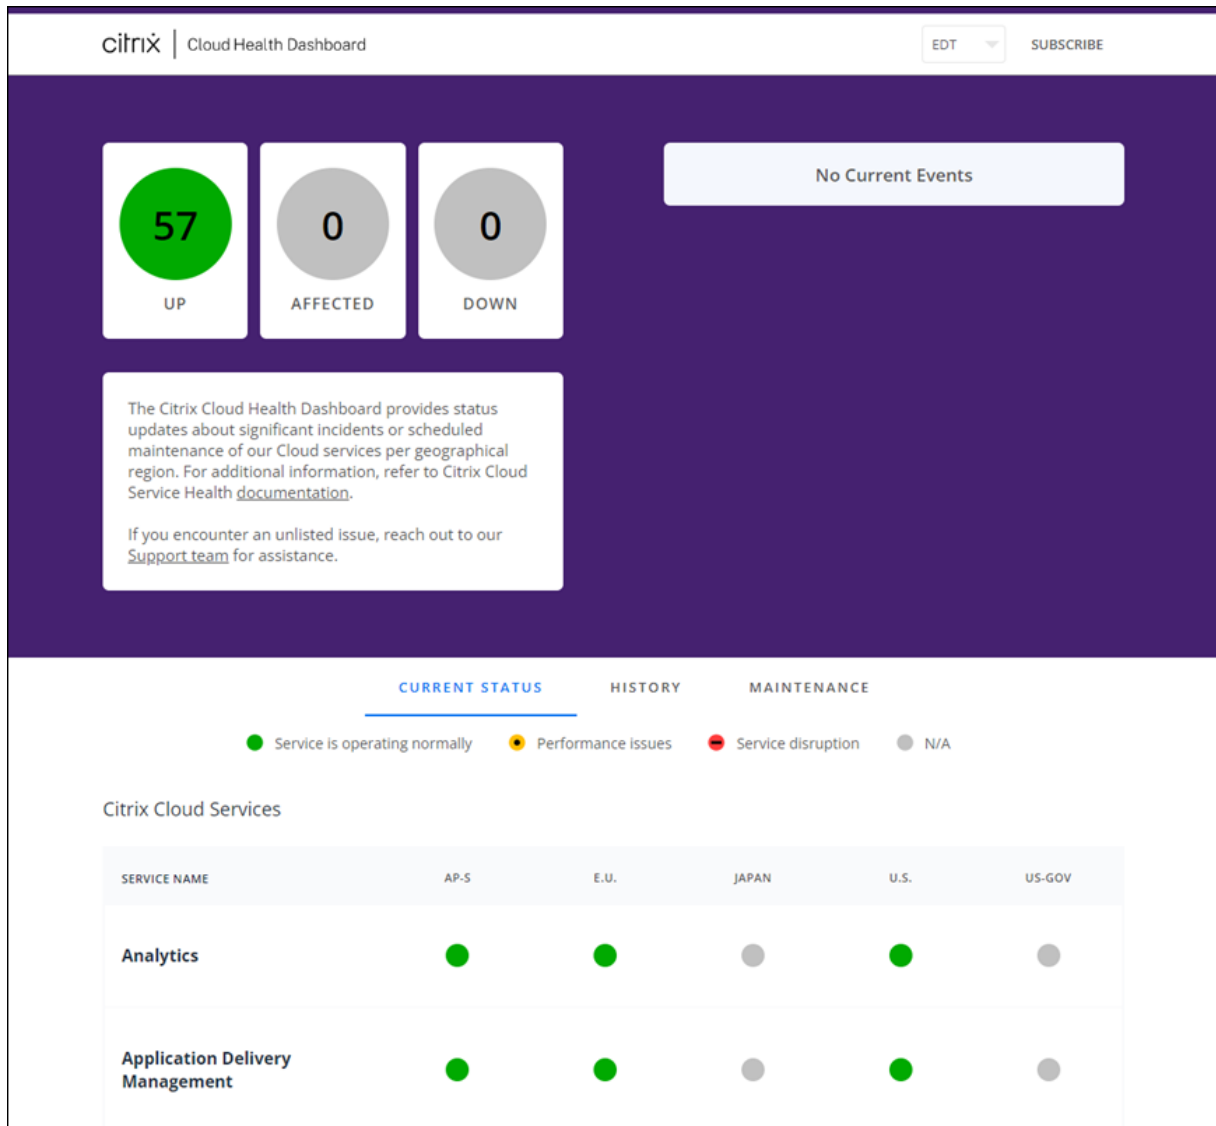 citrix | Cloud Health Dashboard
EDT
SUBSCRIBE
57
UP
0
AFFECTED
0
DOWN
No Current Events
The Citrix Cloud Health Dashboard provides status
updates about significant incidents or scheduled
maintenance of our Cloud services per geographical
region. For additional information, refer to Citrix Cloud
Service Health documentation.
If you encounter an unlisted issue, reach out to our
Support team for assistance.
CURRENT STATUS
HISTORY
MAINTENANCE
Service is operating normally
Performance issues
Service disruption
N/A
Citrix Cloud Services
SERVICE NAME
AP-S
E.U.
JAPAN
U.S.
US-GOV
Analytics
Application Delivery
Management